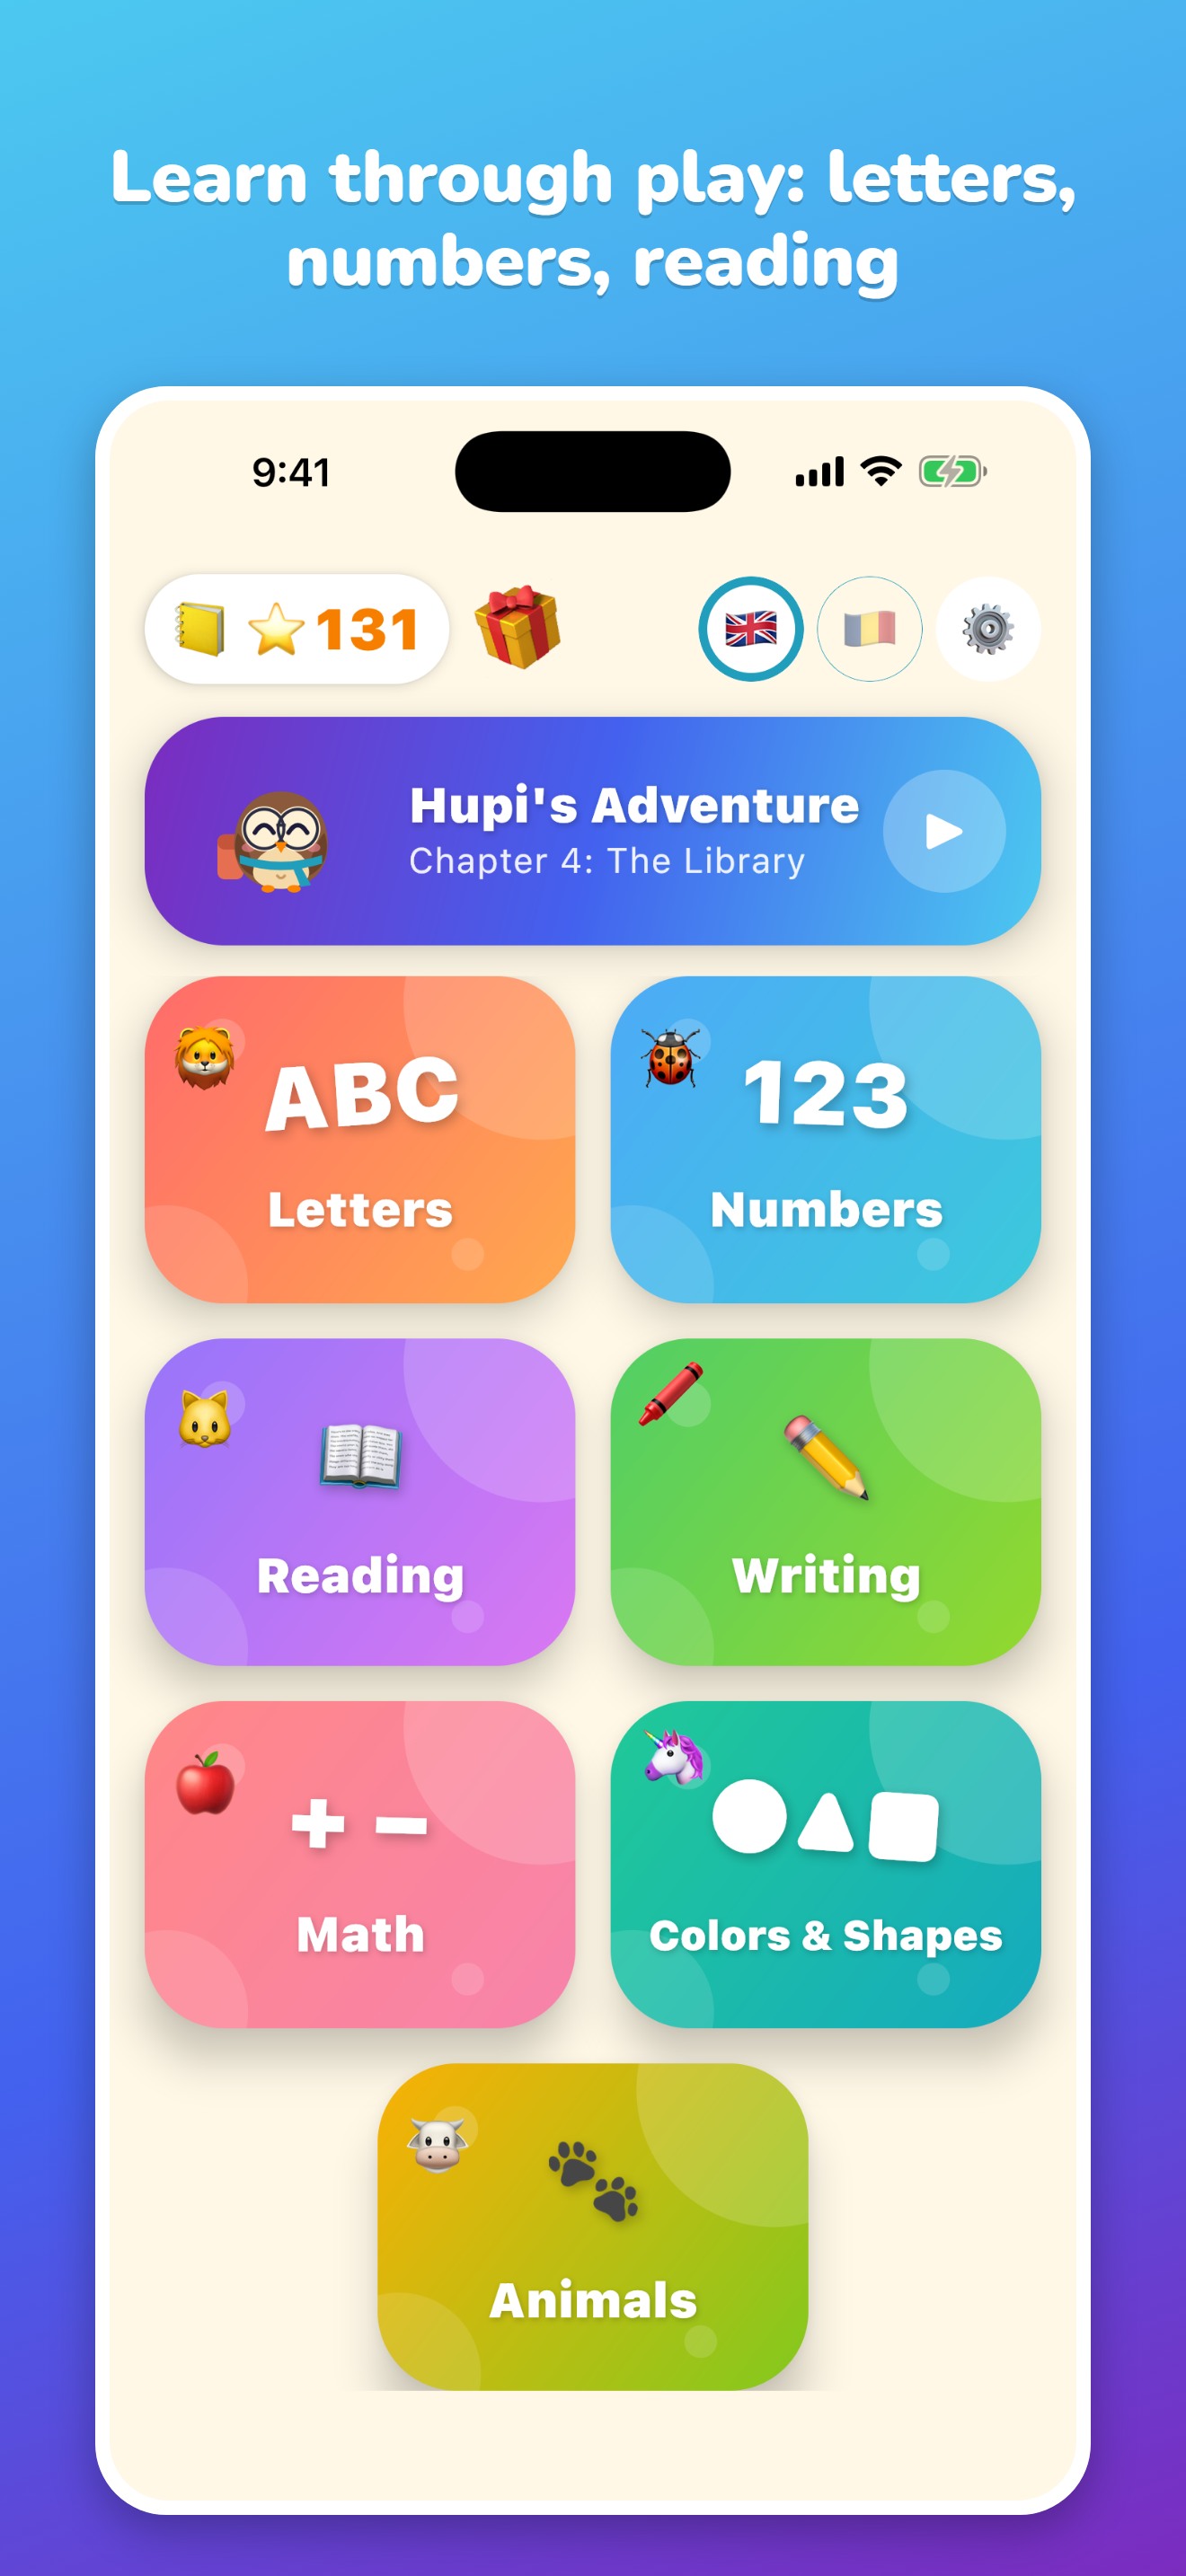 Learn through play: letters,
numbers, reading
9:41
131
Hupi's Adventure
Chapter 4: The Library
ABC
Letters
123
Numbers
Reading
Writing
+ −
Math
Colors & Shapes
Animals